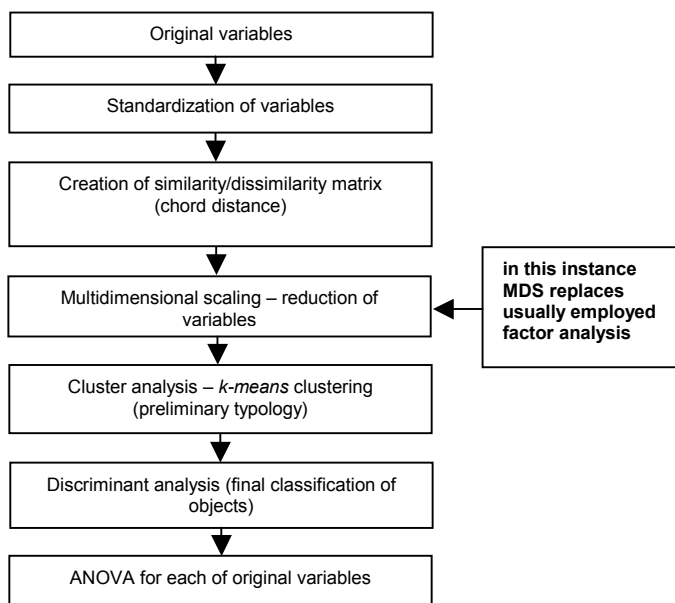 Original variables
Standardization of variables
Creation of similarity/dissimilarity matrix
(chord distance)
in this instance
MDS replaces
usually employed
factor analysis
Multidimensional scaling – reduction of
variables
Cluster analysis – k-means clustering
(preliminary typology)
Discriminant analysis (final classification of
objects)
ANOVA for each of original variables